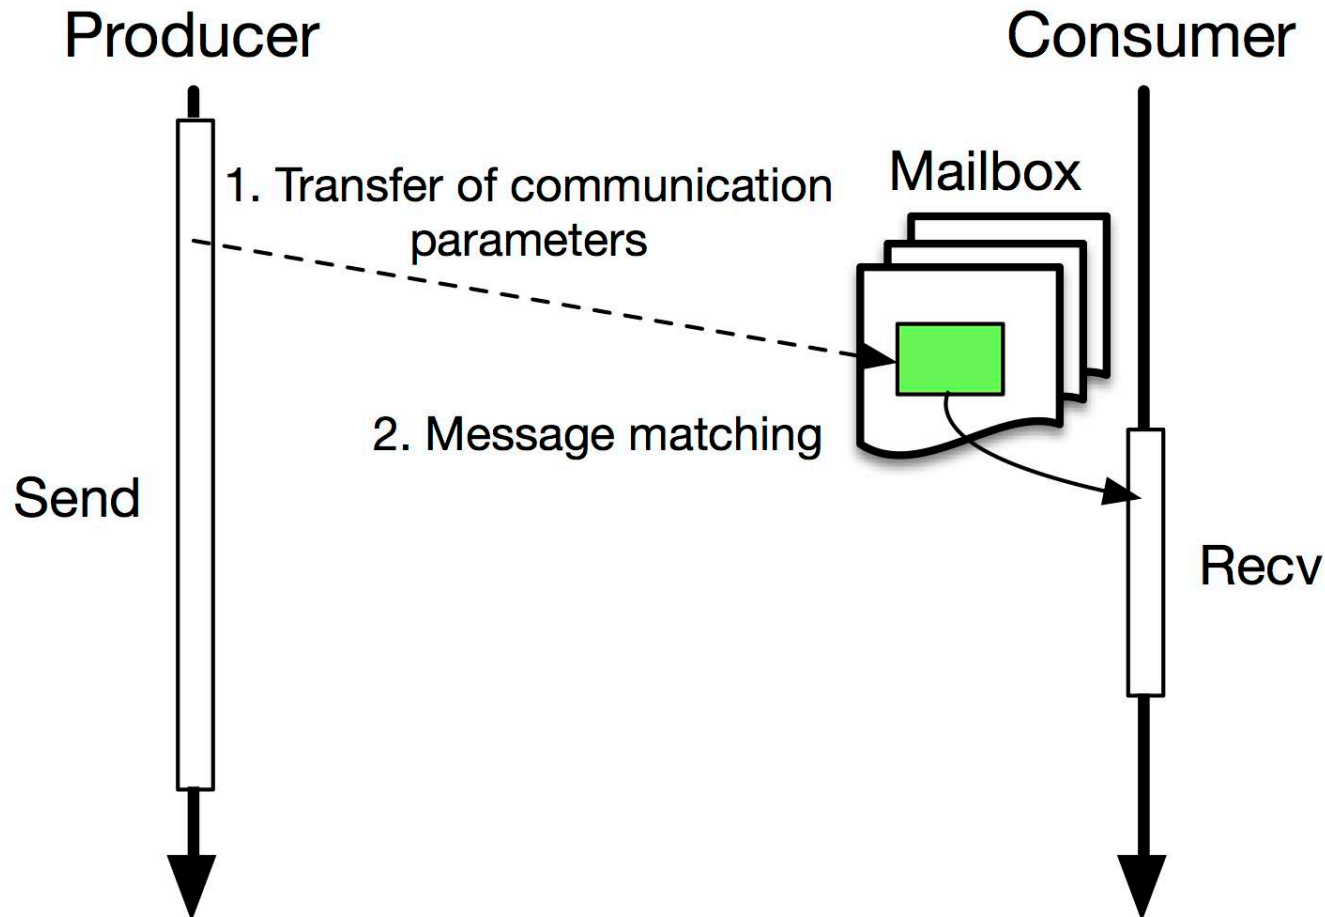 Producer
Consumer
1. Transfer of communication
parameters
Mailbox
2. Message matching
Send
Recv